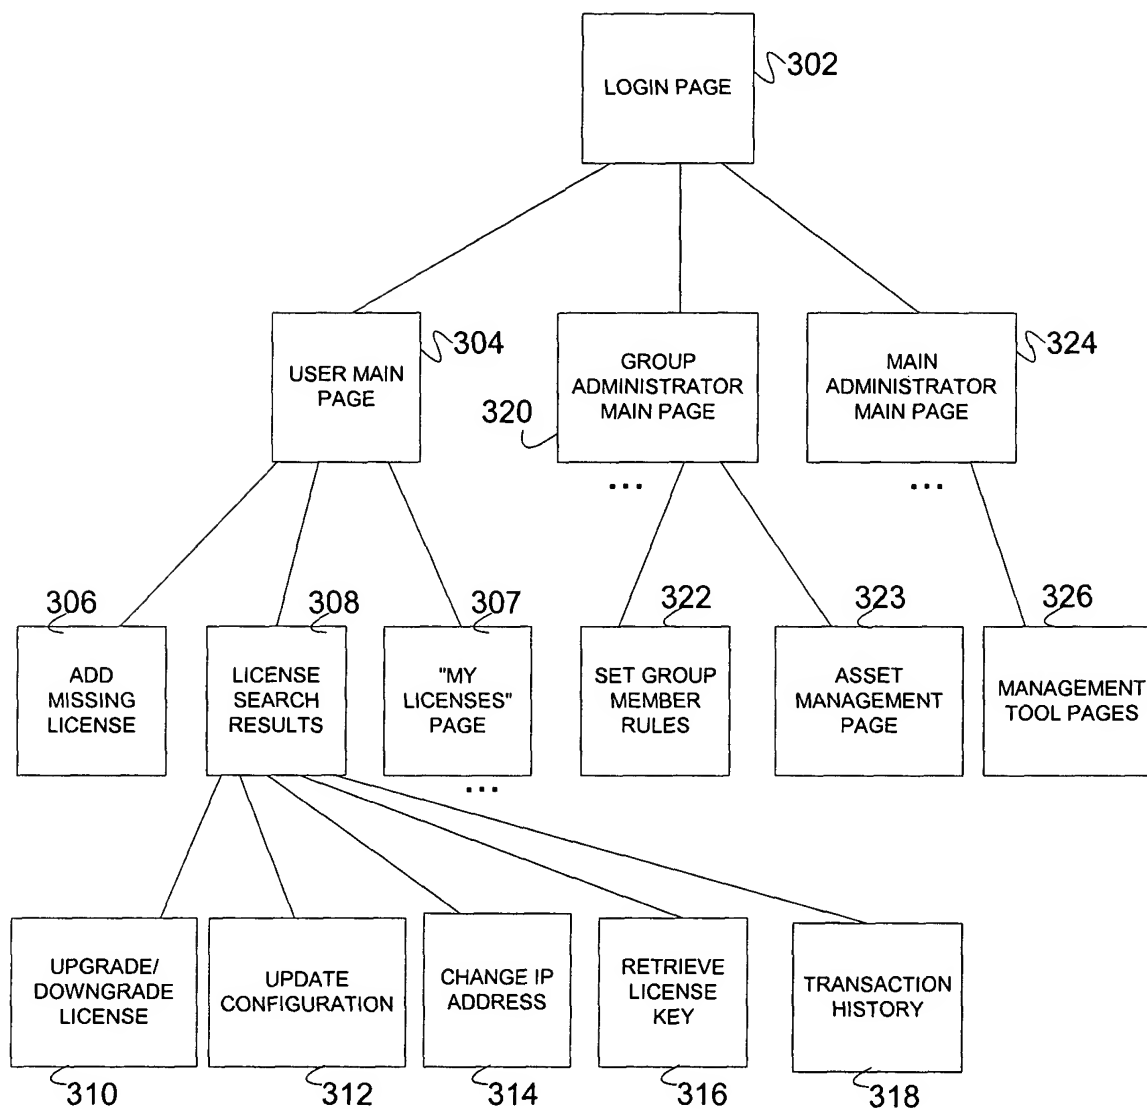 LOGIN PAGE
302
USER MAIN
PAGE
304
GROUP
ADMINISTRATOR
MAIN PAGE
320
MAIN
ADMINISTRATOR
MAIN PAGE
324
...
...
306
ADD
MISSING
LICENSE
308
LICENSE
SEARCH
RESULTS
307
"MY
LICENSES"
PAGE
322
SET GROUP
MEMBER
RULES
323
ASSET
MANAGEMENT
PAGE
326
MANAGEMENT
TOOL PAGES
...
UPGRADE/
DOWNGRADE
LICENSE
310
UPDATE
CONFIGURATION
312
CHANGE IP
ADDRESS
314
RETRIEVE
LICENSE
KEY
316
TRANSACTION
HISTORY
318